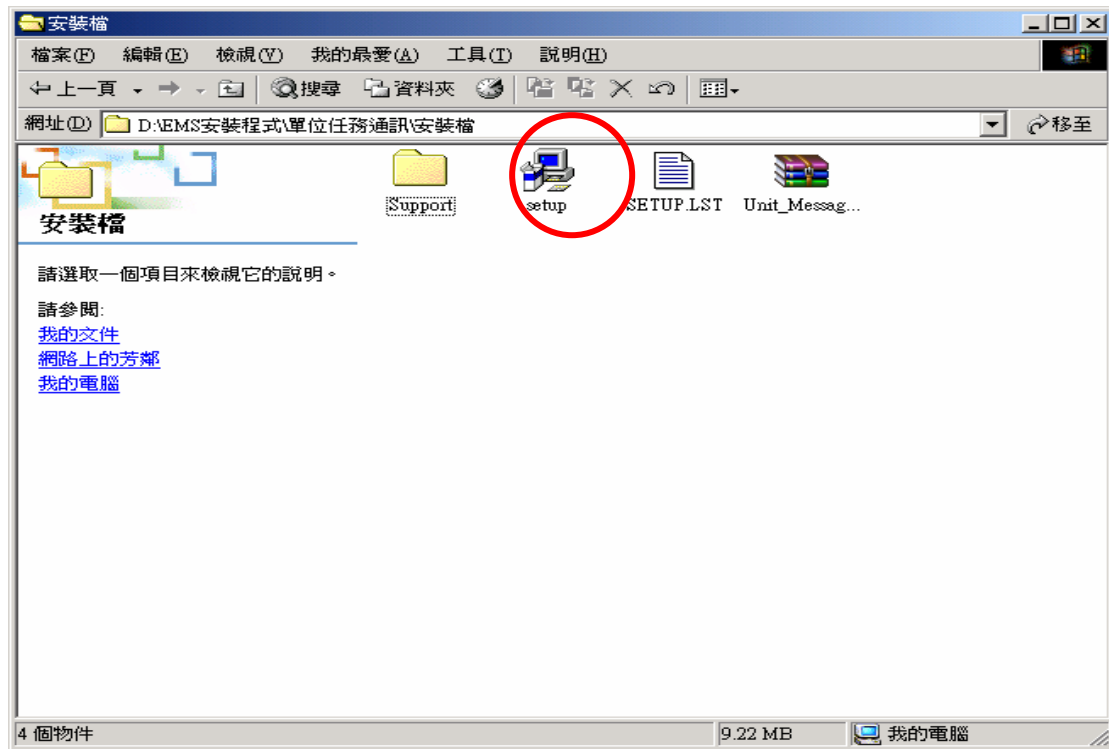 安裝檔
檔案(F) 編輯(E) 檢視(V) 我的最愛(A) 工具(T) 說明(H)
上一頁 搜尋 資料夾
網址(D) D:\EMS安裝程式\單位任務通訊\安裝檔 移至
Support setup SETUP.LST Unit_Messag...
安裝檔
請選取一個項目來檢視它的說明。
請參閱:
我的文件
網路上的芳鄰
我的電腦
4 個物件 9.22 MB 我的電腦